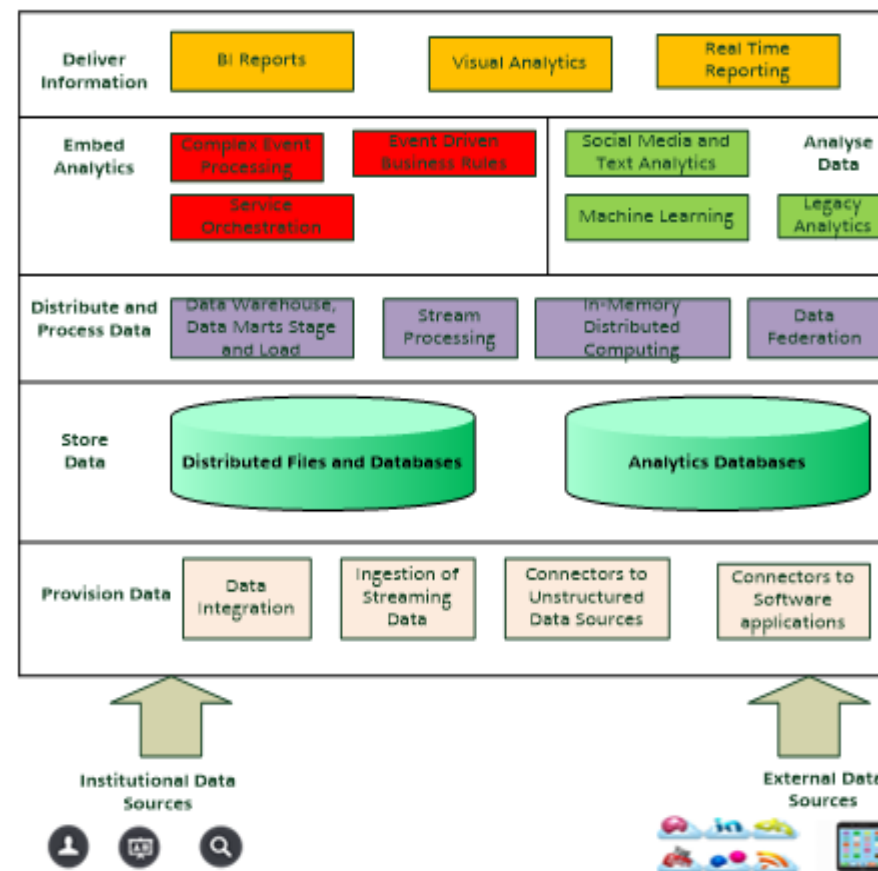 Deliver
Information
BI Reports
Visual Analytics
Real Time
Reporting
Embed
Analytics
Complex Event
Processing
Event Driven
Business Rules
Service
Orchestration
Social Media and
Text Analytics
Machine Learning
Analyse
Data
Legacy
Analytics
Distribute and
Process Data
Data Warehouse,
Data Marts Stage
and Load
Stream
Processing
In-Memory
Distributed
Computing
Data
Federation
Store
Data
Distributed Files and Databases
Analytics Databases
Provision Data
Data
Integration
Ingestion of
Streaming
Data
Connectors to
Unstructured
Data Sources
Connectors to
Software
applications
Institutional Data
Sources
External Data
Sources
in